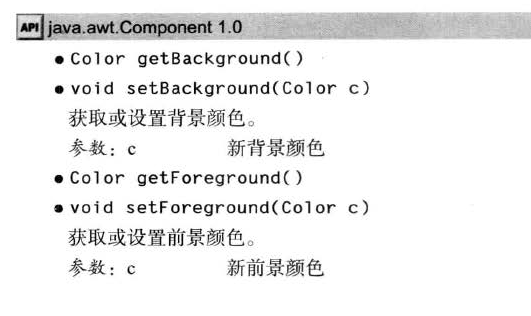 API java.awt.Component 1.0
• Color getBackground()
• void setBackground(Color c)
获取或设置背景颜色。
参数：c 新背景颜色
• Color getForeground()
• void setForeground(Color c)
获取或设置前景颜色。
参数：c 新前景颜色